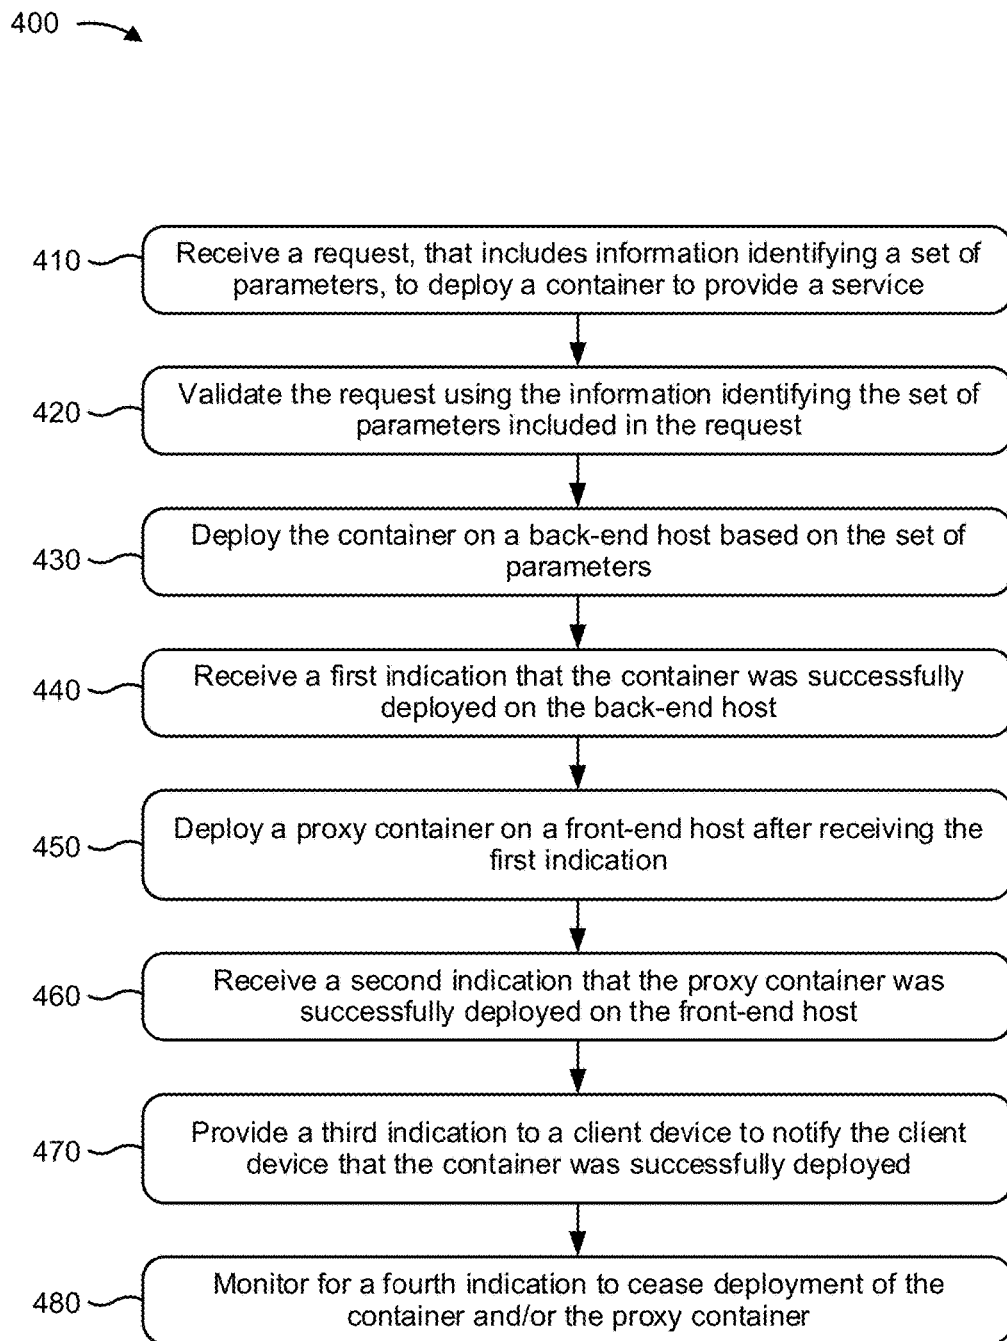 400
410
Receive a request, that includes information identifying a set of
parameters, to deploy a container to provide a service
420
Validate the request using the information identifying the set of
parameters included in the request
430
Deploy the container on a back-end host based on the set of
parameters
440
Receive a first indication that the container was successfully
deployed on the back-end host
450
Deploy a proxy container on a front-end host after receiving the
first indication
460
Receive a second indication that the proxy container was
successfully deployed on the front-end host
470
Provide a third indication to a client device to notify the client
device that the container was successfully deployed
480
Monitor for a fourth indication to cease deployment of the
container and/or the proxy container